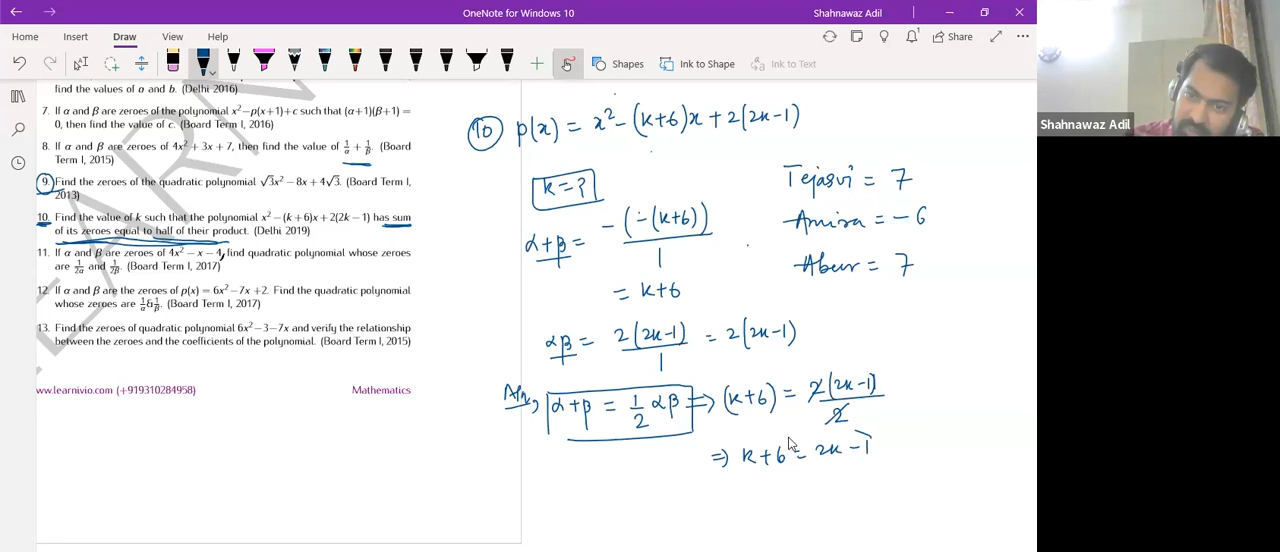 OneNote for Windows 10
Shahnawaz Adil
Home Insert Draw View Help
Share
Shapes Ink to Shape Ink to Text
find the values of a and b. (Delhi 2016)
7. If α and β are zeroes of the polynomial x²−p(x+1)+c such that (α+1)(β+1) =
0, then find the value of c. (Board Term I, 2016)
8. If α and β are zeroes of 4x² + 3x + 7, then find the value of 1/α + 1/β. (Board
Term I, 2015)
9. Find the zeroes of the quadratic polynomial √3x² − 8x + 4√3. (Board Term I,
2013)
10. Find the value of k such that the polynomial x² −(k+6)x+2(2k −1) has sum
of its zeroes equal to half of their product. (Delhi 2019)
11. If α and β are zeroes of 4x² − x − 4, find quadratic polynomial whose zeroes
are 1/2α and 1/2β. (Board Term I, 2017)
12. If α and β are the zeroes of p(x) = 6x² −7x +2. Find the quadratic polynomial
whose zeroes are 1/α & 1/β. (Board Term I, 2017)
13. Find the zeroes of quadratic polynomial 6x² −3−7x and verify the relationship
between the zeroes and the coefficients of the polynomial. (Board Term I, 2015)
www.learnivio.com (+919310284958) Mathematics
10 p(x) = x² − (k+6)x + 2(2k−1)
k = ?
α+β = −(−(k+6))/1
= k+6
αβ = 2(2k−1)/1 = 2(2k−1)
α+β = 1/2 αβ ⇒ (k+6) = 2(2k−1)/2
⇒ k+6 = 2k−1
Tejasvi = 7
Amira = −6
= 7
Shahnawaz Adil